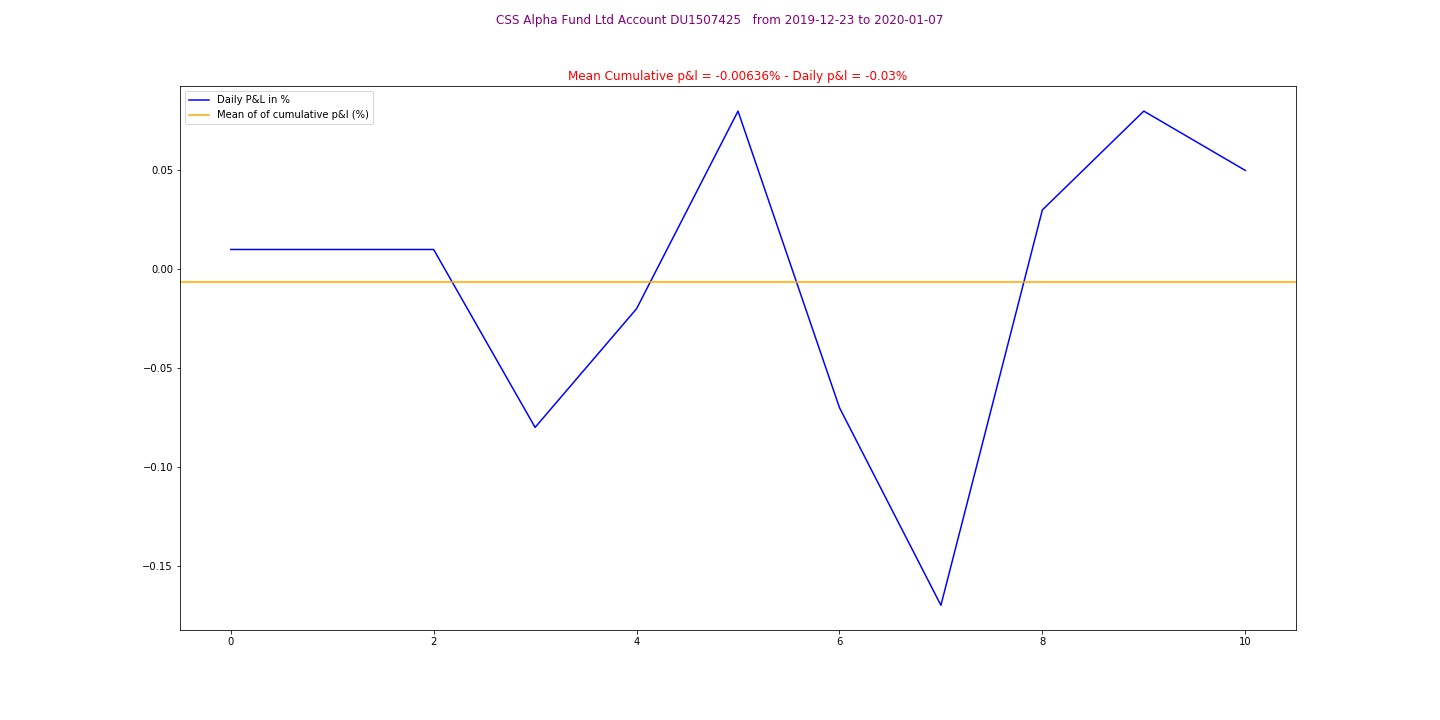 CSS Alpha Fund Ltd Account DU1507425   from 2019-12-23 to 2020-01-07
Mean Cumulative p&l = -0.00636% - Daily p&l = -0.03%
Daily P&L in %
Mean of of cumulative p&l (%)
0.05
0.00
−0.05
−0.10
−0.15
0 2 4 6 8 10